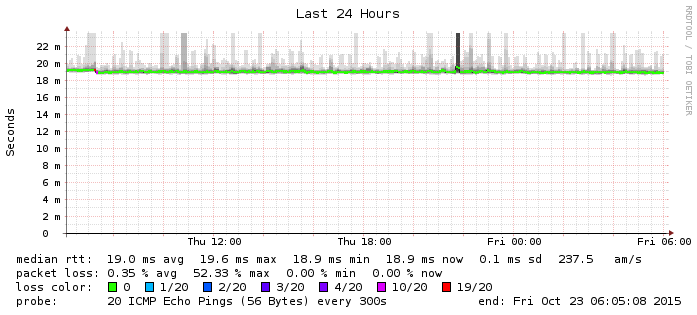 Last 24 Hours
RRDTOOL / TOBI OETIKER
Seconds
22 m
20 m
18 m
16 m
14 m
12 m
10 m
8 m
6 m
4 m
2 m
0
Thu 12:00 Thu 18:00 Fri 00:00 Fri 06:00
median rtt: 19.0 ms avg 19.6 ms max 18.9 ms min 18.9 ms now 0.1 ms sd 237.5 am/s
packet loss: 0.35 % avg 52.33 % max 0.00 % min 0.00 % now
loss color: 0 1/20 2/20 3/20 4/20 10/20 19/20
probe: 20 ICMP Echo Pings (56 Bytes) every 300s end: Fri Oct 23 06:05:08 2015